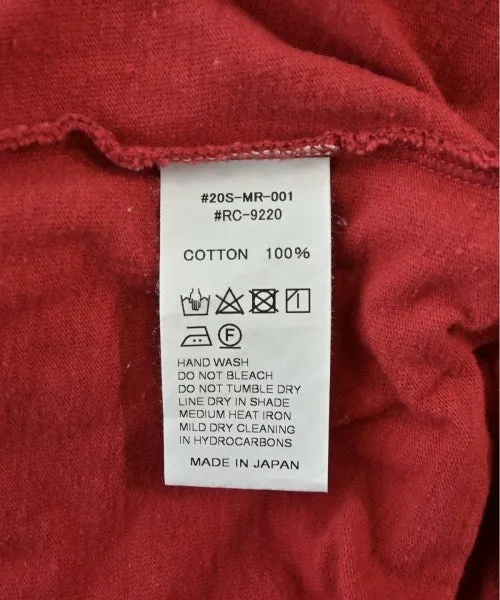 #20S-MR-001
#RC-9220
COTTON 100%
F
HAND WASH
DO NOT BLEACH
DO NOT TUMBLE DRY
LINE DRY IN SHADE
MEDIUM HEAT IRON
MILD DRY CLEANING
IN HYDROCARBONS
MADE IN JAPAN